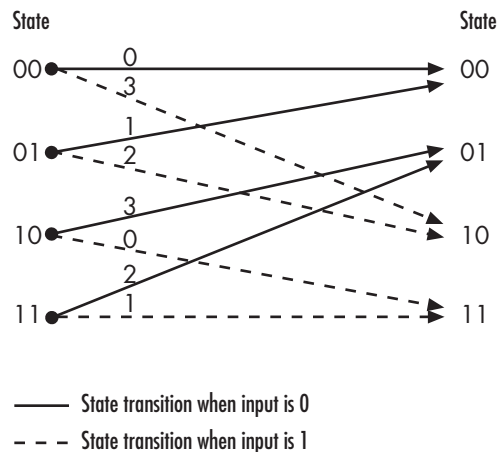 State State
00 0 00
3
1
01 2 01
3
10 0 10
2
11 1 11
State transition when input is 0
State transition when input is 1